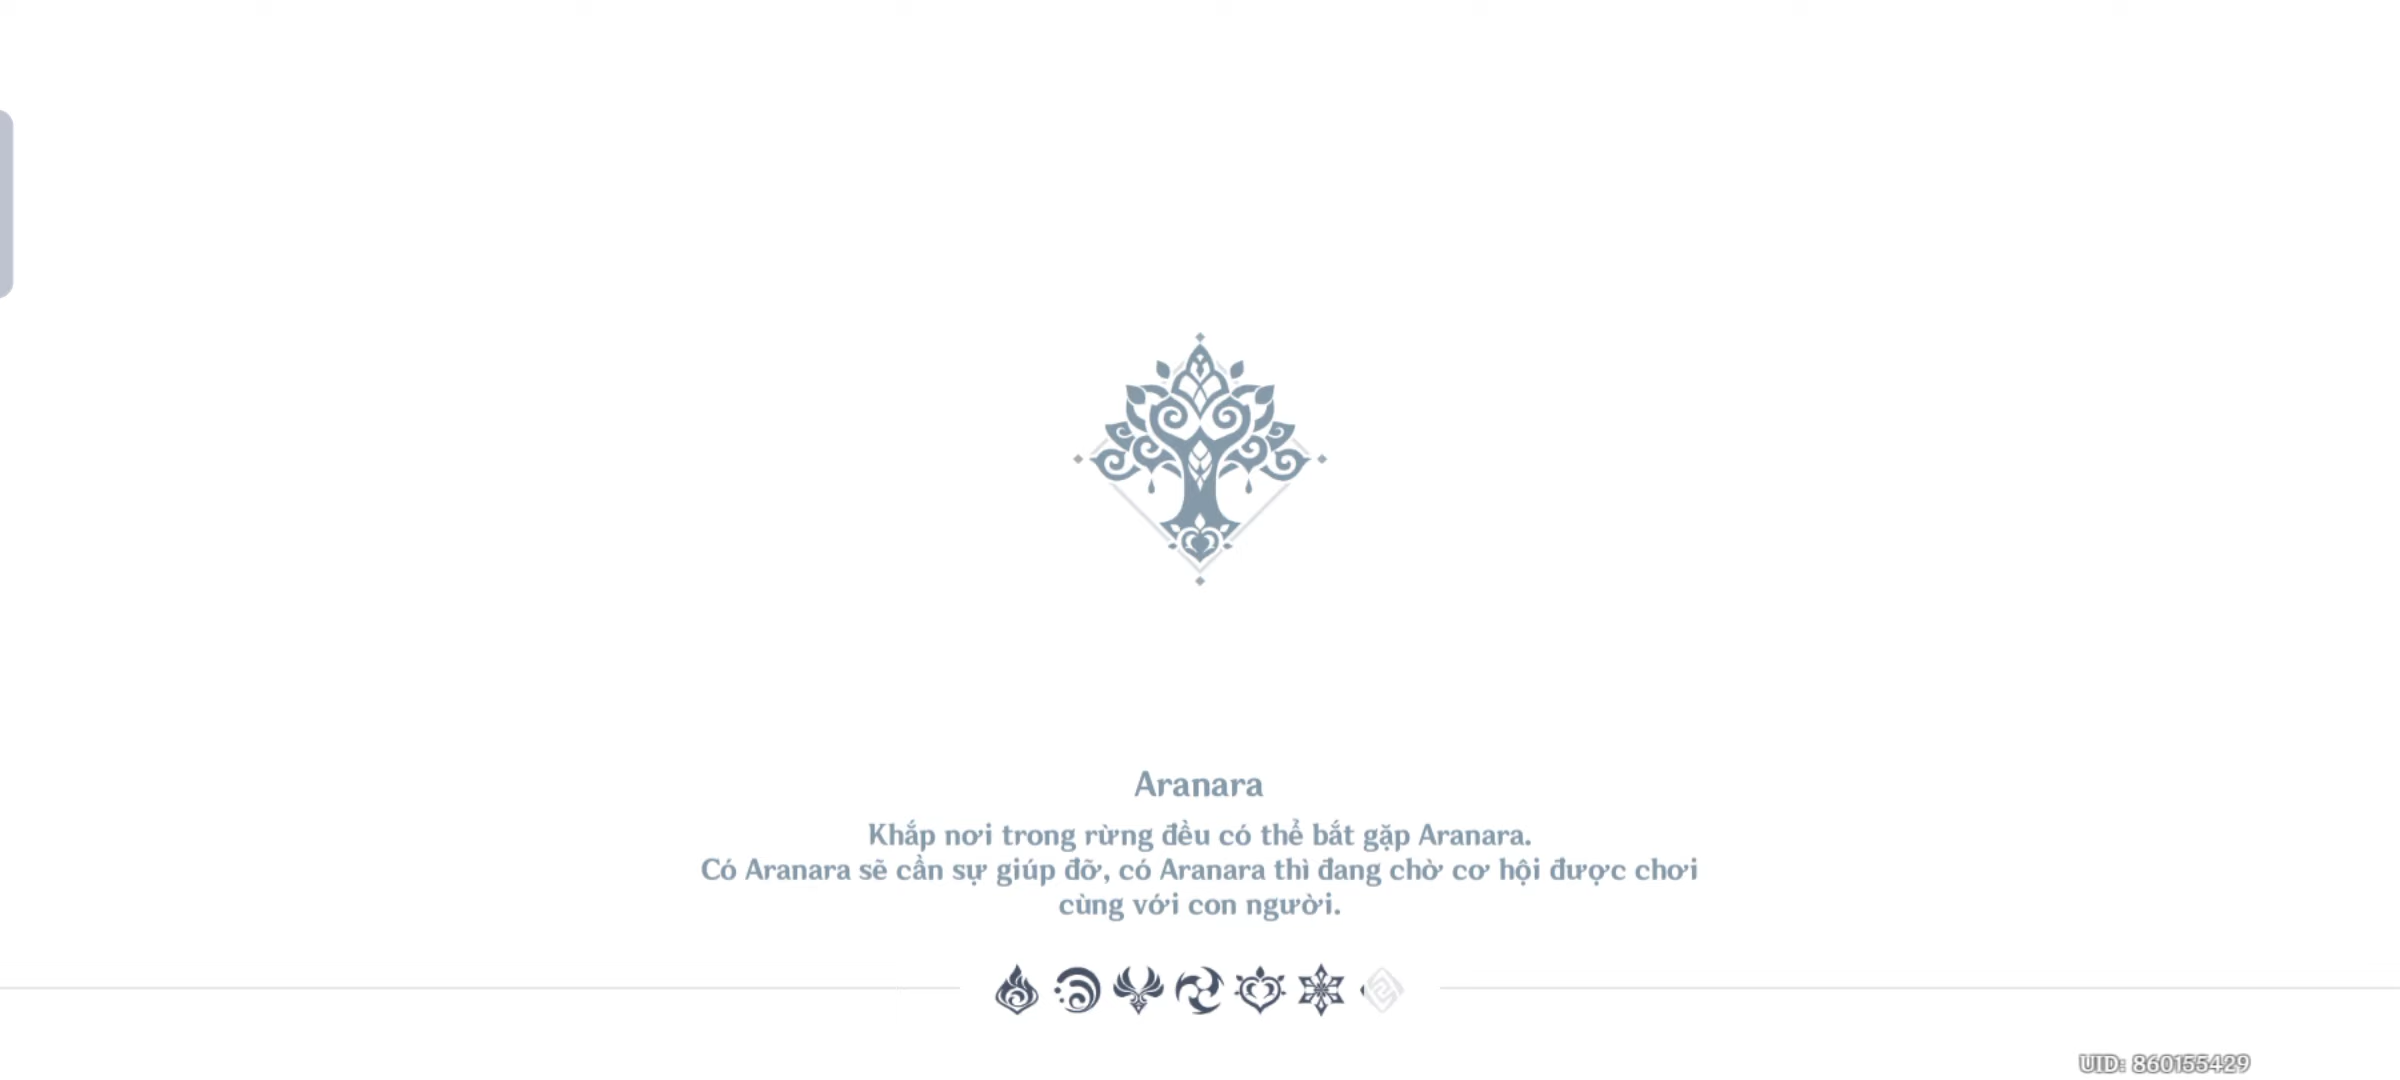 Aranara
Khắp nơi trong rừng đều có thể bắt gặp Aranara.
Có Aranara sẽ cần sự giúp đỡ, có Aranara thì đang chờ cơ hội được chơi
cùng với con người.
UID: 860155429